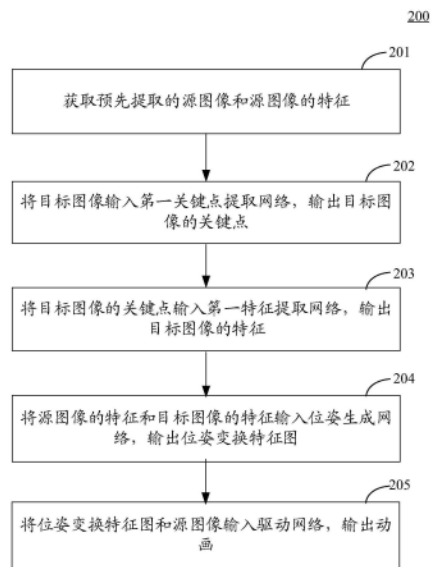 200
201
获取预先提取的源图像和源图像的特征
202
将目标图像输入第一关键点提取网络，输出目标图
像的关键点
203
将目标图像的关键点输入第一特征提取网络，输出
目标图像的特征
204
将源图像的特征和目标图像的特征输入位姿生成网
络，输出位姿变换特征图
205
将位姿变换特征图和源图像输入驱动网络，输出动
画